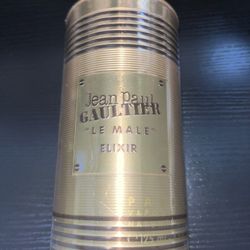 Jean Paul
GAULTIER
"LE MALE"
ELIXIR